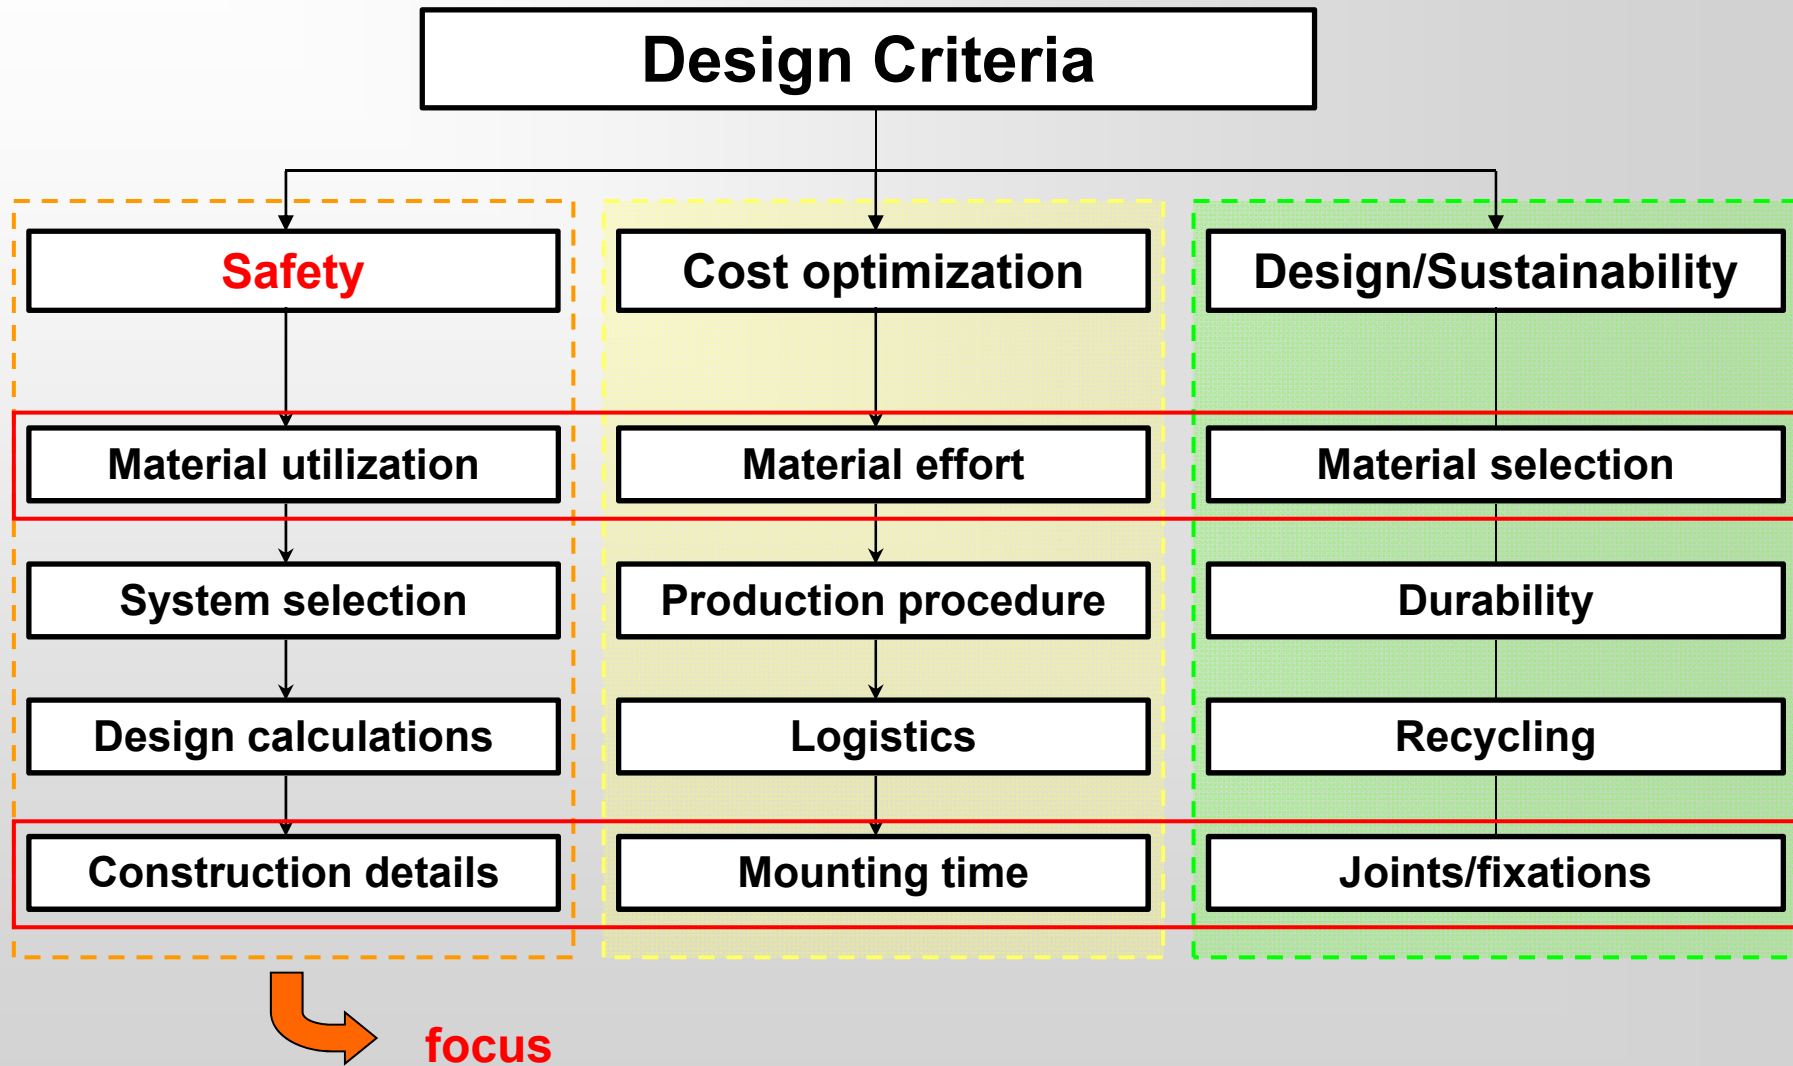 Design Criteria
Safety
Cost optimization
Design/Sustainability
Material utilization
Material effort
Material selection
System selection
Production procedure
Durability
Design calculations
Logistics
Recycling
Construction details
Mounting time
Joints/fixations
focus